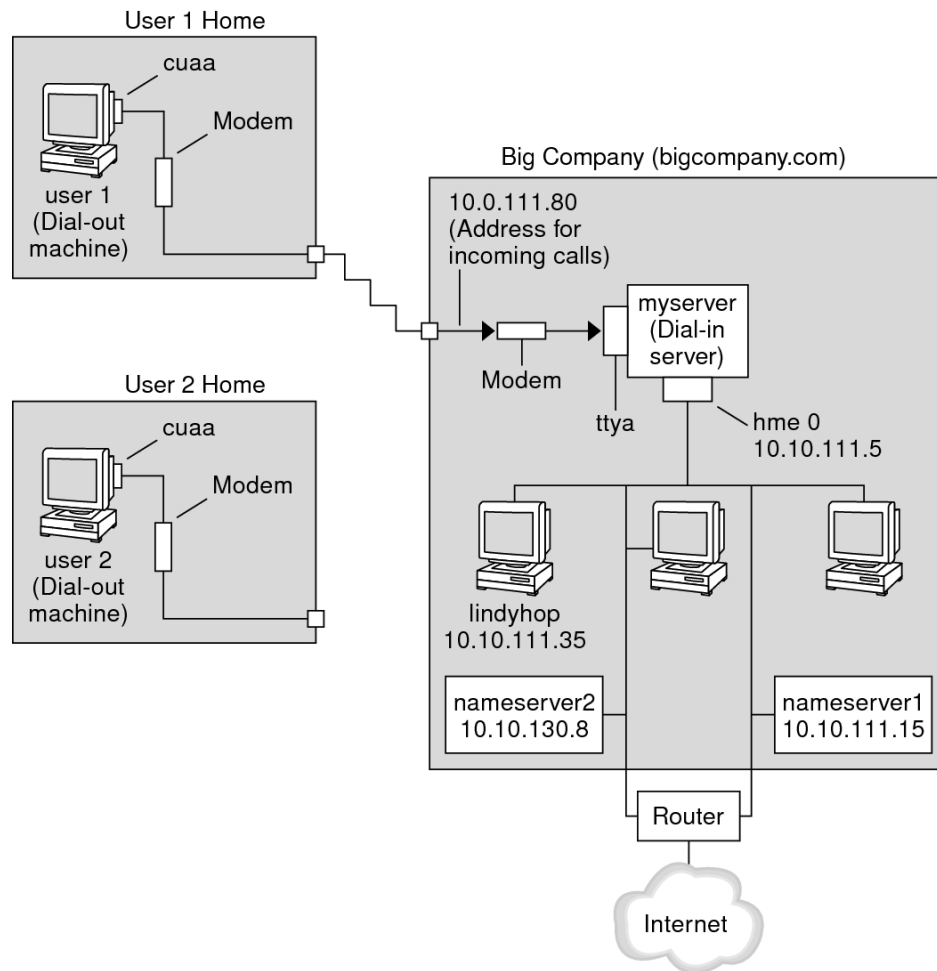 User 1 Home
cuaa
Modem
user 1
(Dial-out
machine)
Big Company (bigcompany.com)
10.0.111.80
(Address for
incoming calls)
myserver
(Dial-in
server)
Modem
ttya
hme 0
10.10.111.5
User 2 Home
cuaa
Modem
user 2
(Dial-out
machine)
lindyhop
10.10.111.35
nameserver2
10.10.130.8
nameserver1
10.10.111.15
Router
Internet